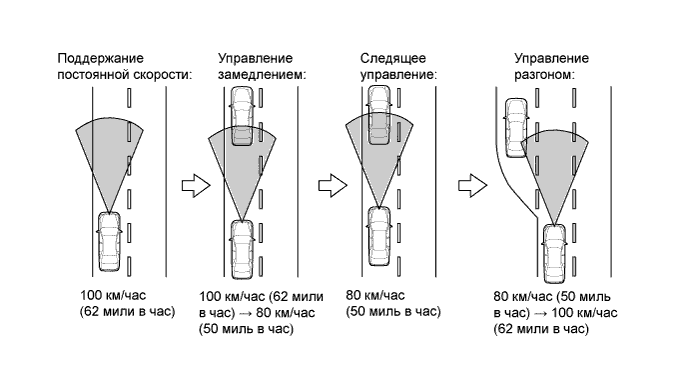 Поддержание
постоянной скорости:
Управление
замедлением:
Следящее
управление:
Управление
разгоном:
100 км/час
(62 мили в час)
100 км/час (62 мили
в час) → 80 км/час
(50 миль в час)
80 км/час
(50 миль в час)
80 км/час (50 миль
в час) → 100 км/час
(62 мили в час)